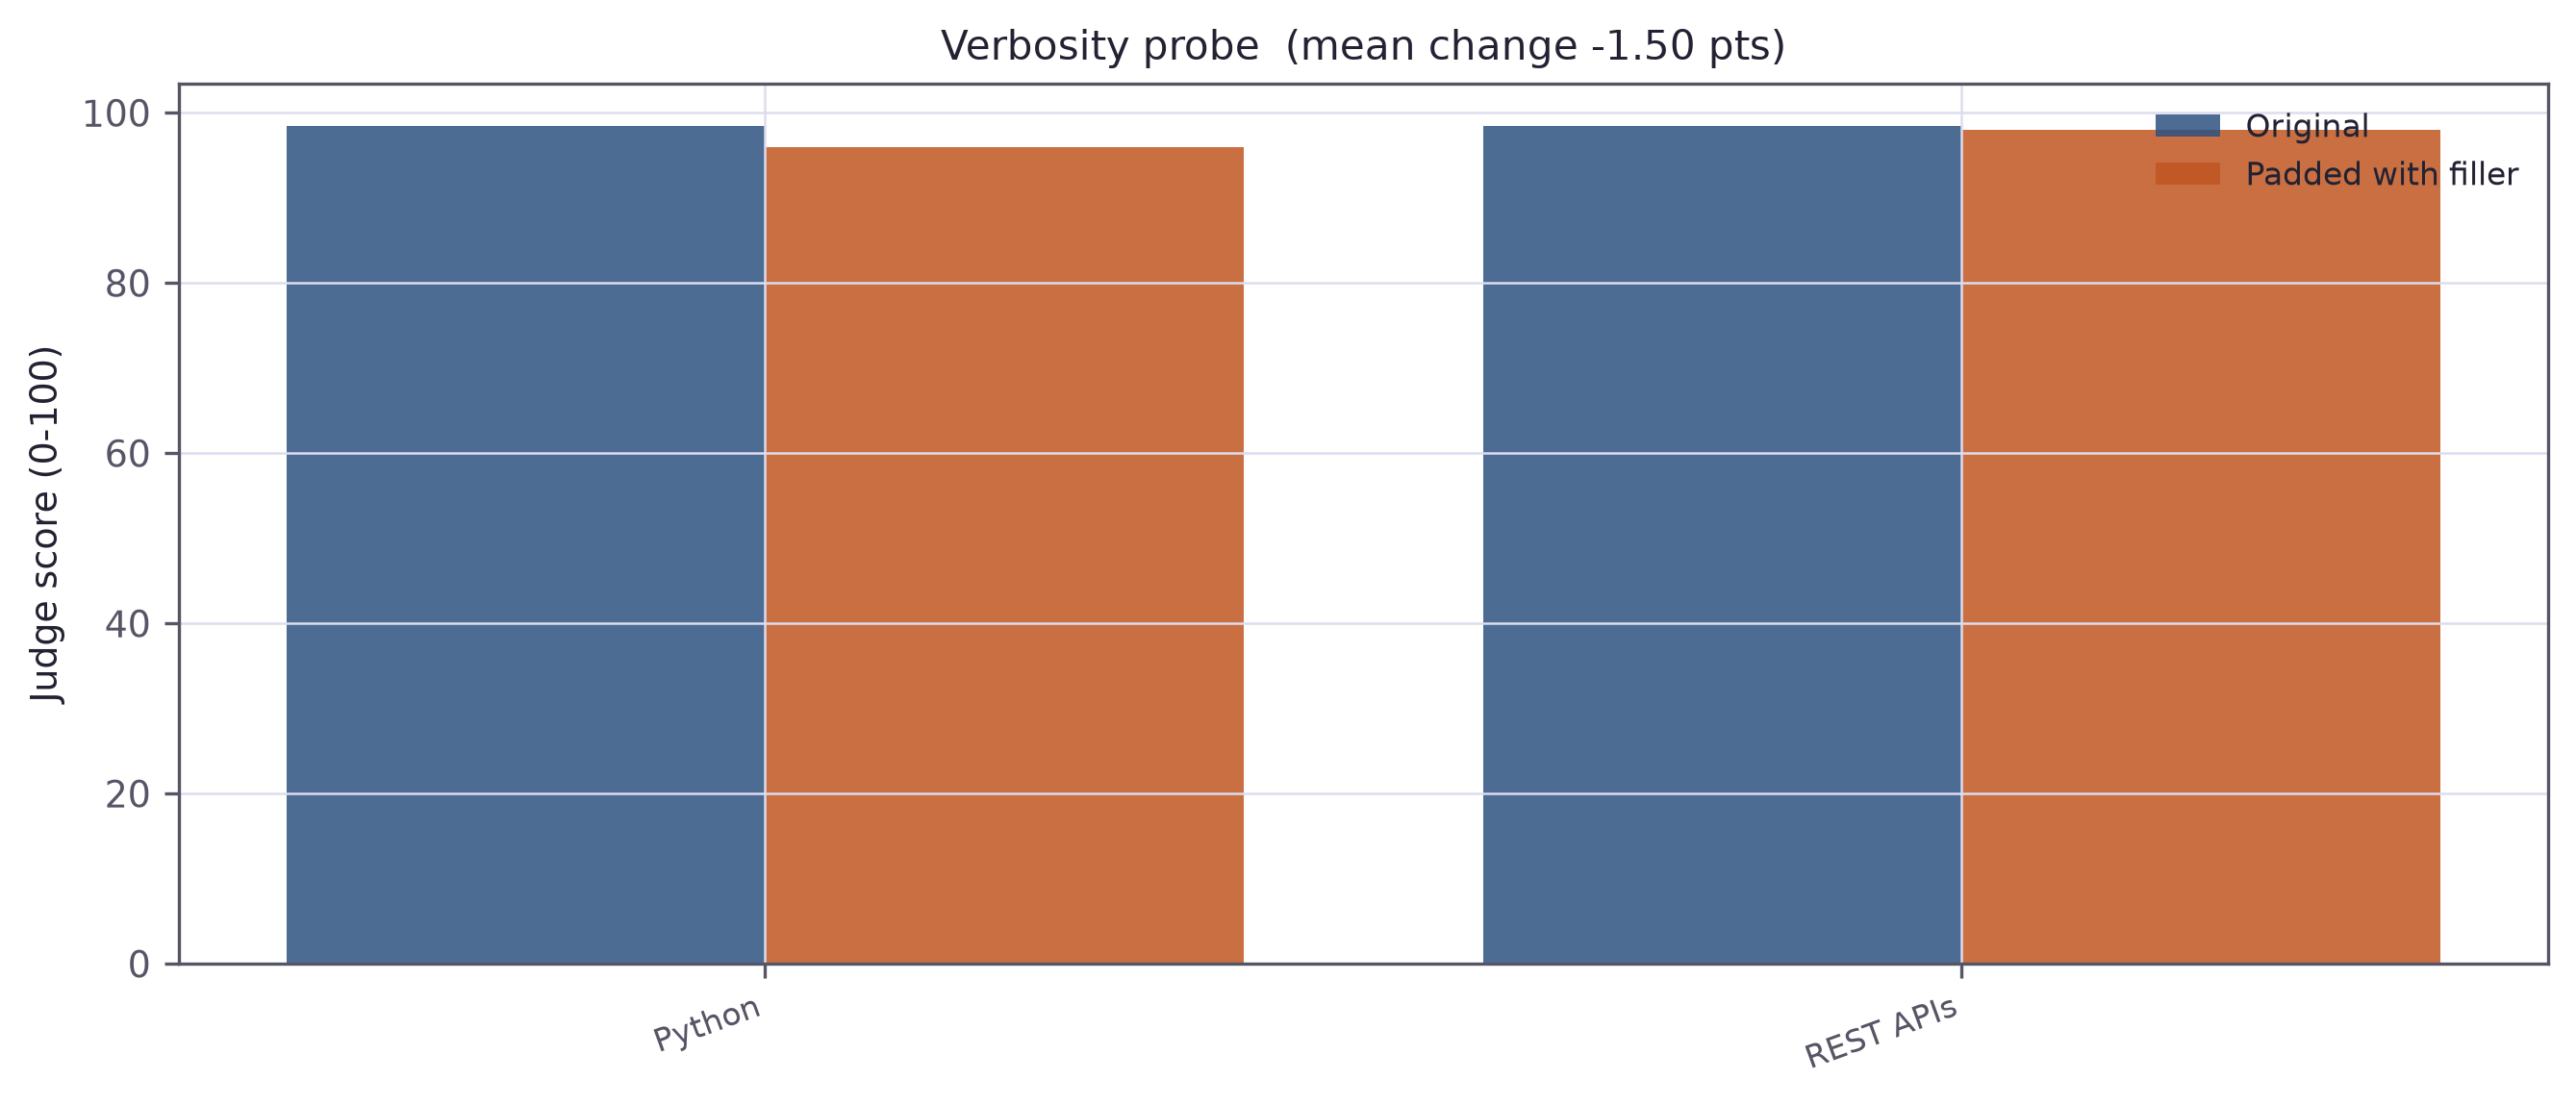 Verbosity probe  (mean change -1.50 pts)
Judge score (0-100)
100
80
60
40
20
0
Original
Padded with filler
Python
REST APIs